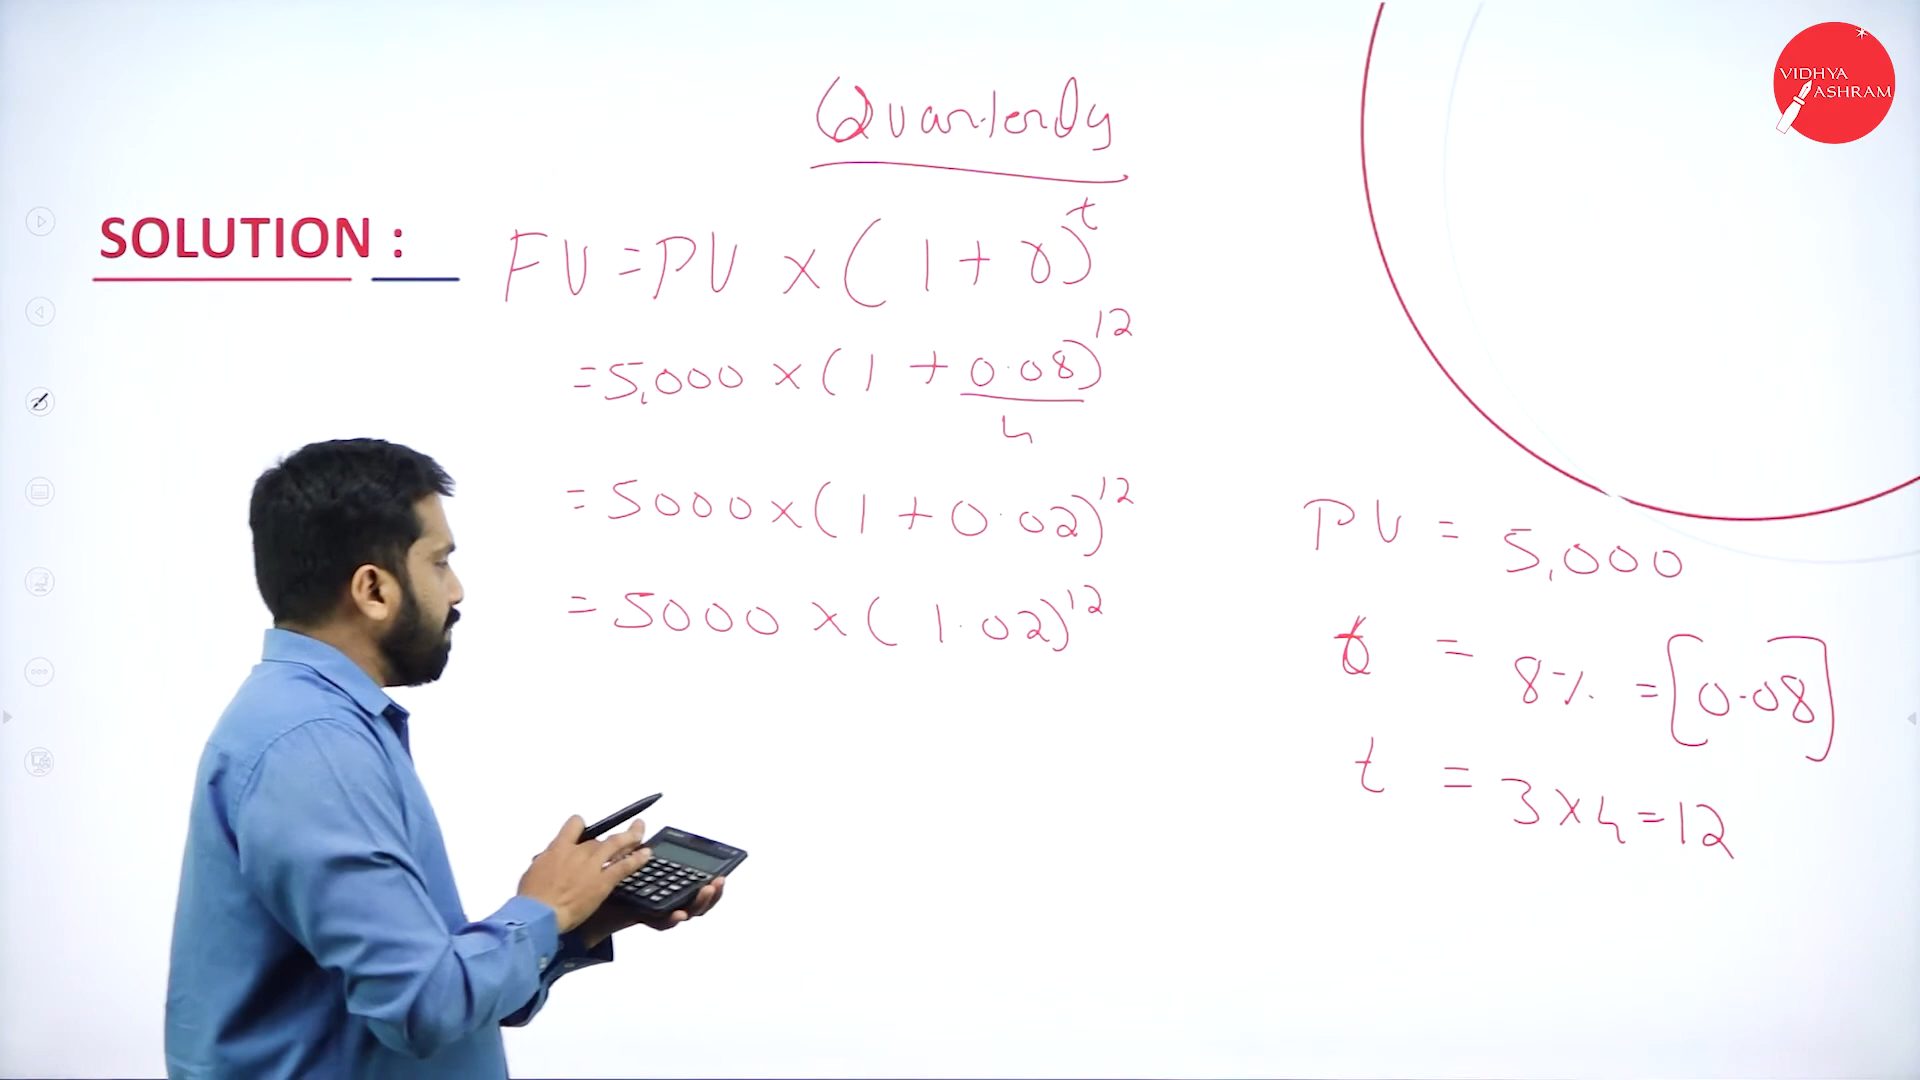 VIDHYA
ASHRAM
Quarterly
SOLUTION :
FV = PV × (1 + r)^t
= 5,000 × (1 + 0.08/4)^12
= 5000 × (1 + 0.02)^12
= 5000 × (1.02)^12
PV = 5,000
r = 8% = [0.08]
t = 3 × 4 = 12